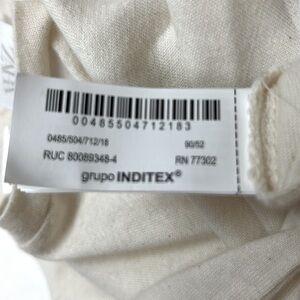 00485504712183
0485/504/712/18 90/52
RUC 80089348-4 RN 77302
grupo INDITEX®